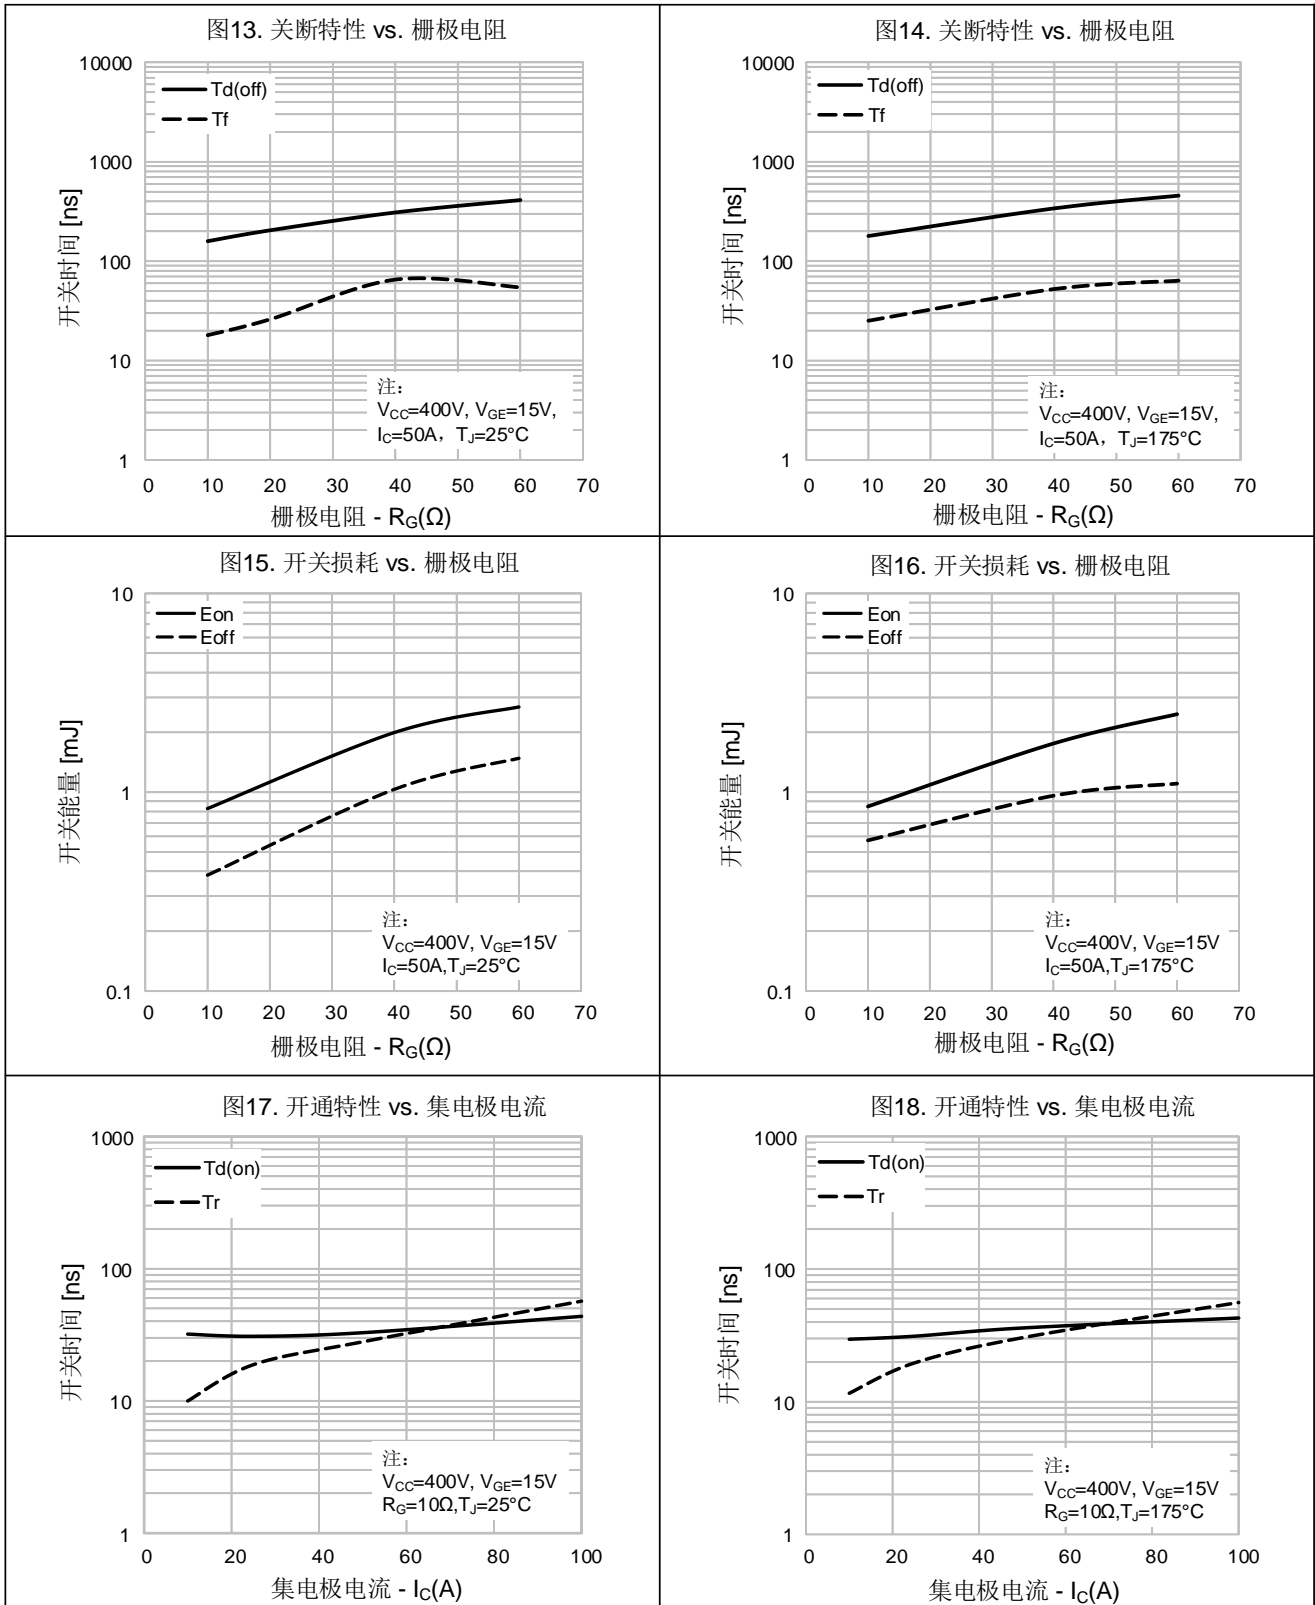 图13. 关断特性 vs. 栅极电阻
10000
1000
100
10
1
开关时间 [ns]
Td(off)
Tf
注：
VCC=400V, VGE=15V,
IC=50A，TJ=25°C
0 10 20 30 40 50 60 70
栅极电阻 - RG(Ω)
图14. 关断特性 vs. 栅极电阻
10000
1000
100
10
1
开关时间 [ns]
Td(off)
Tf
注：
VCC=400V, VGE=15V,
IC=50A，TJ=175°C
0 10 20 30 40 50 60 70
栅极电阻 - RG(Ω)
图15. 开关损耗 vs. 栅极电阻
10
1
0.1
开关能量 [mJ]
Eon
Eoff
注：
VCC=400V, VGE=15V
IC=50A,TJ=25°C
0 10 20 30 40 50 60 70
栅极电阻 - RG(Ω)
图16. 开关损耗 vs. 栅极电阻
10
1
0.1
开关能量 [mJ]
Eon
Eoff
注：
VCC=400V, VGE=15V
IC=50A,TJ=175°C
0 10 20 30 40 50 60 70
栅极电阻 - RG(Ω)
图17. 开通特性 vs. 集电极电流
1000
100
10
1
开关时间 [ns]
Td(on)
Tr
注：
VCC=400V, VGE=15V
RG=10Ω,TJ=25°C
0 20 40 60 80 100
集电极电流 - IC(A)
图18. 开通特性 vs. 集电极电流
1000
100
10
1
开关时间 [ns]
Td(on)
Tr
注：
VCC=400V, VGE=15V
RG=10Ω,TJ=175°C
0 20 40 60 80 100
集电极电流 - IC(A)